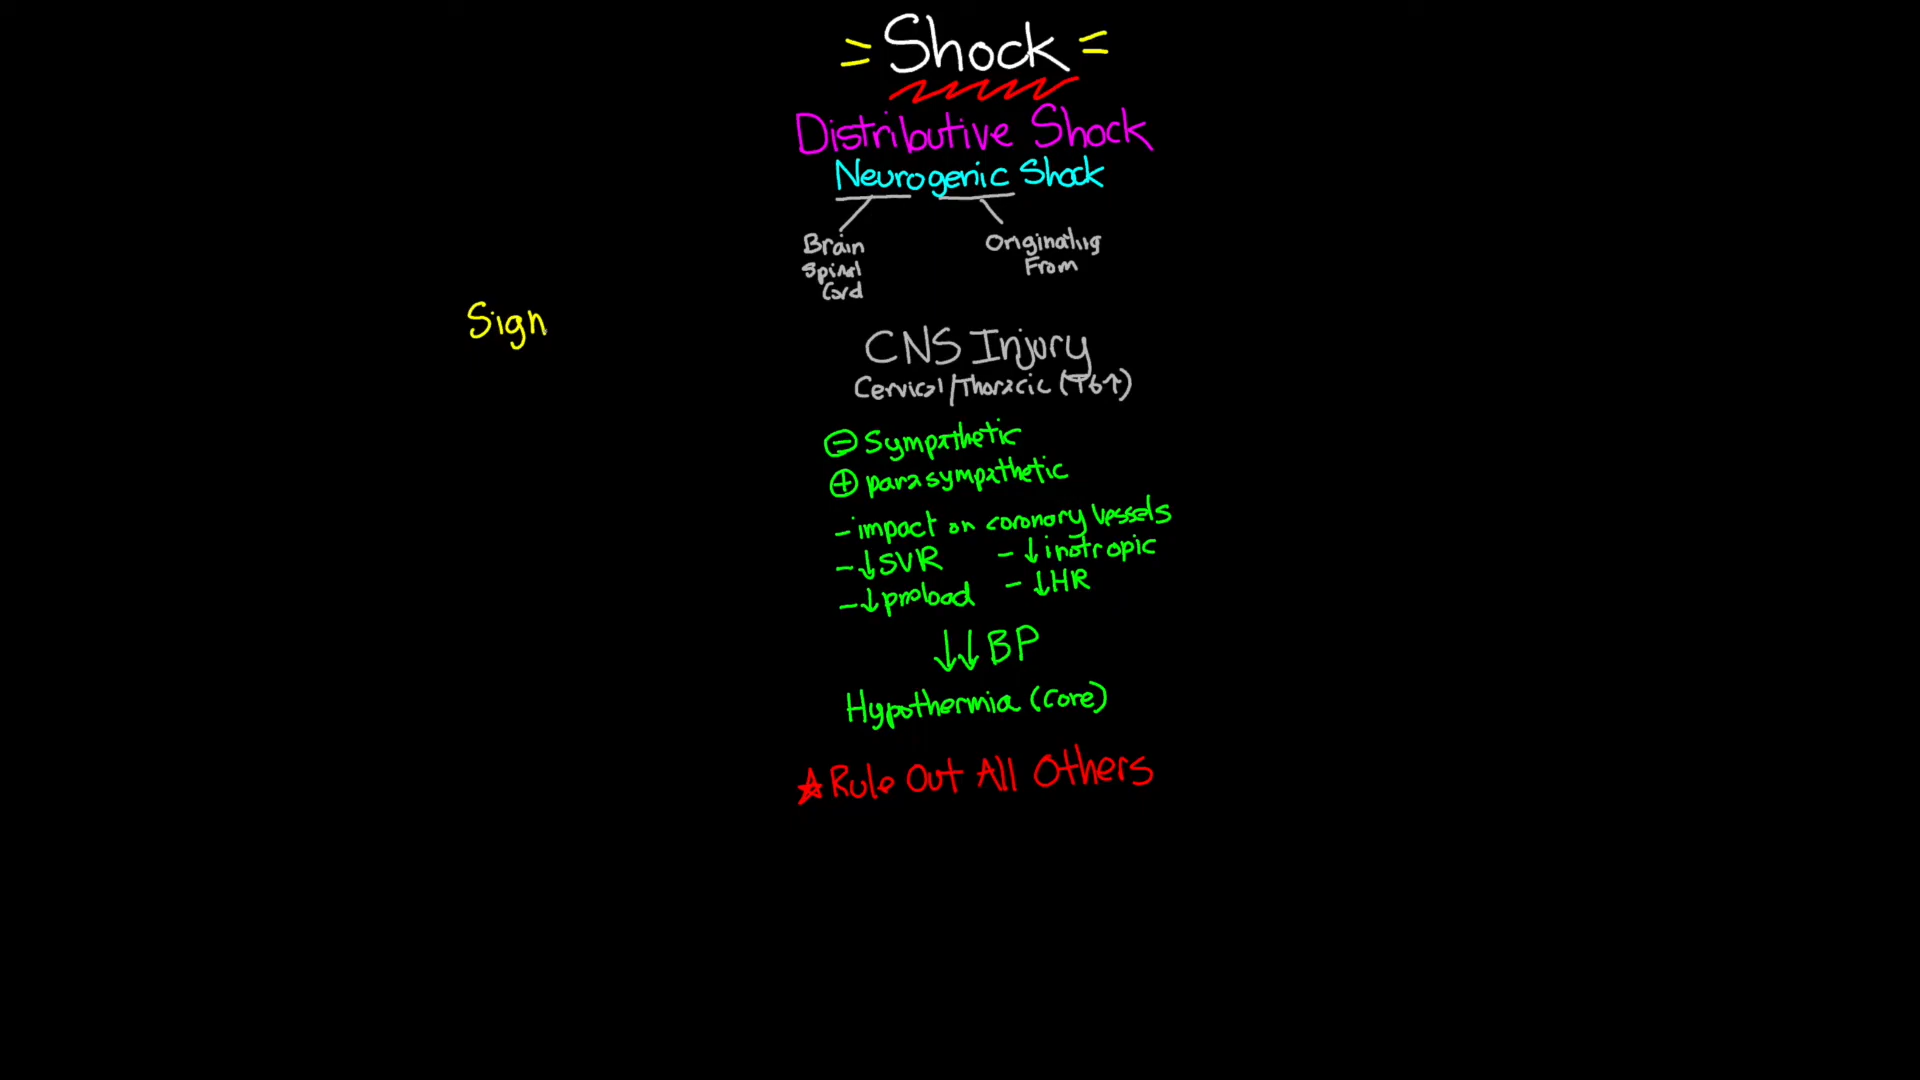 = Shock =
Distributive Shock
Neurogenic Shock
Brain
Spinal
Cord
Originating
From
Sign
CNS Injury
Cervical/Thoracic (T6↑)
⊖ Sympathetic
⊕ parasympathetic
- impact on coronary vessels
- ↓SVR
- ↓inotropic
- ↓preload
- ↓HR
↓↓BP
Hypothermia (core)
☆ Rule Out All Others